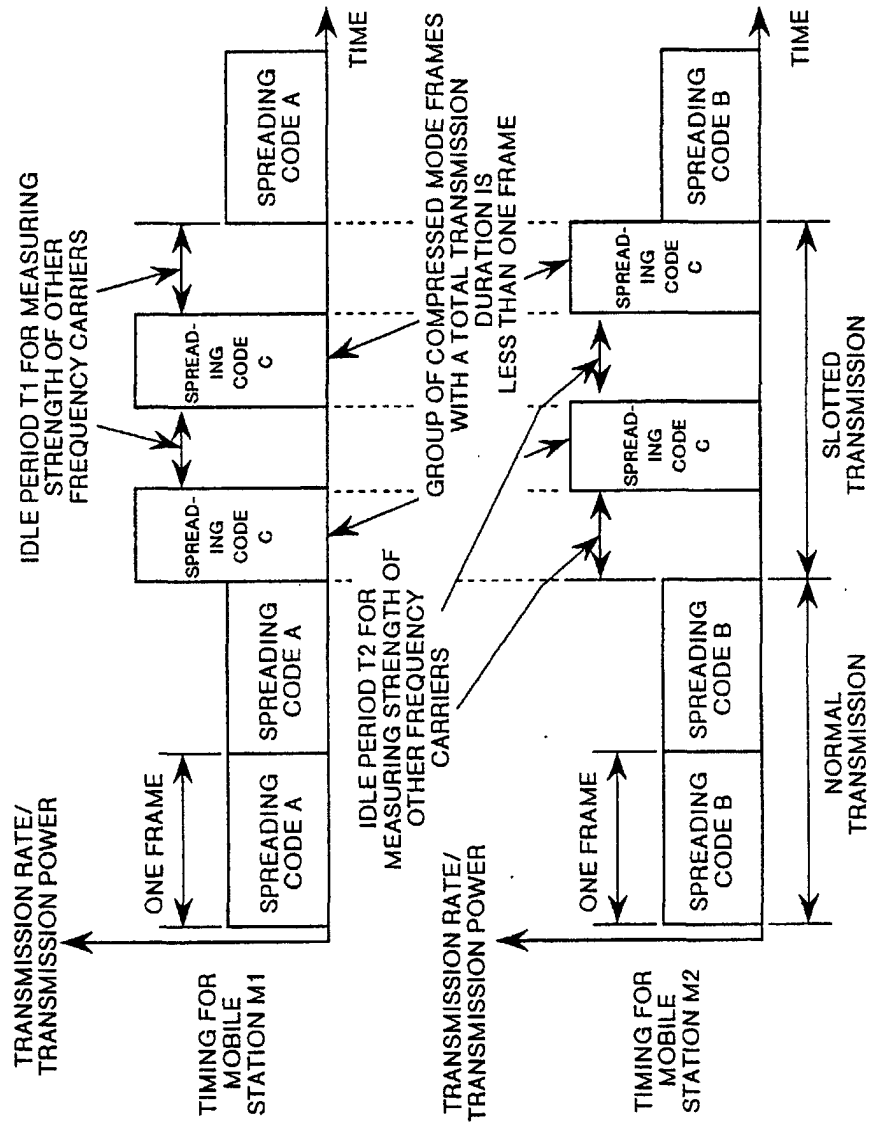 TRANSMISSION RATE/
TRANSMISSION POWER
TIMING FOR
MOBILE
STATION M1
ONE FRAME
SPREADING
CODE A
SPREADING
CODE A
SPREAD-
ING
CODE
C
SPREAD-
ING
CODE
C
SPREADING
CODE A
TIME
IDLE PERIOD T1 FOR MEASURING
STRENGTH OF OTHER
FREQUENCY CARRIERS
IDLE PERIOD T2 FOR
MEASURING STRENGTH OF
OTHER FREQUENCY
CARRIERS
GROUP OF COMPRESSED MODE FRAMES
WITH A TOTAL TRANSMISSION
DURATION IS
LESS THAN ONE FRAME
TRANSMISSION RATE/
TRANSMISSION POWER
TIMING FOR
MOBILE
STATION M2
ONE FRAME
SPREADING
CODE B
SPREADING
CODE B
SPREAD-
ING
CODE
C
SPREAD-
ING
CODE
C
SPREADING
CODE B
TIME
NORMAL
TRANSMISSION
SLOTTED
TRANSMISSION